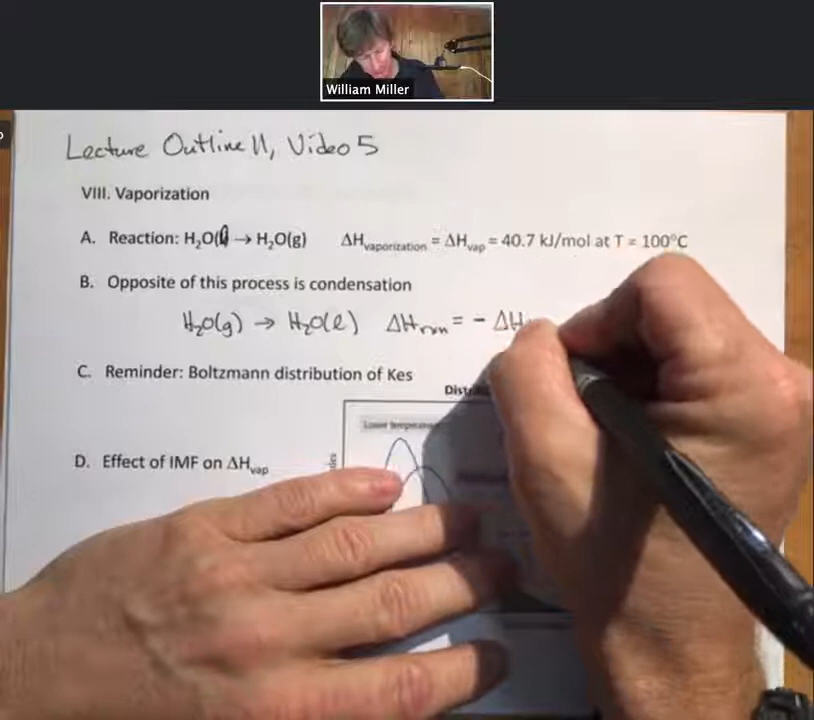 William Miller
Lecture Outline 11, Video 5
VIII. Vaporization
A. Reaction: H₂O(l) → H₂O(g) ΔHvaporization = ΔHvap = 40.7 kJ/mol at T = 100°C
B. Opposite of this process is condensation
H₂O(g) → H₂O(l) ΔHrxn = - ΔH
C. Reminder: Boltzmann distribution of Kes
Lower temperature
D. Effect of IMF on ΔHvap